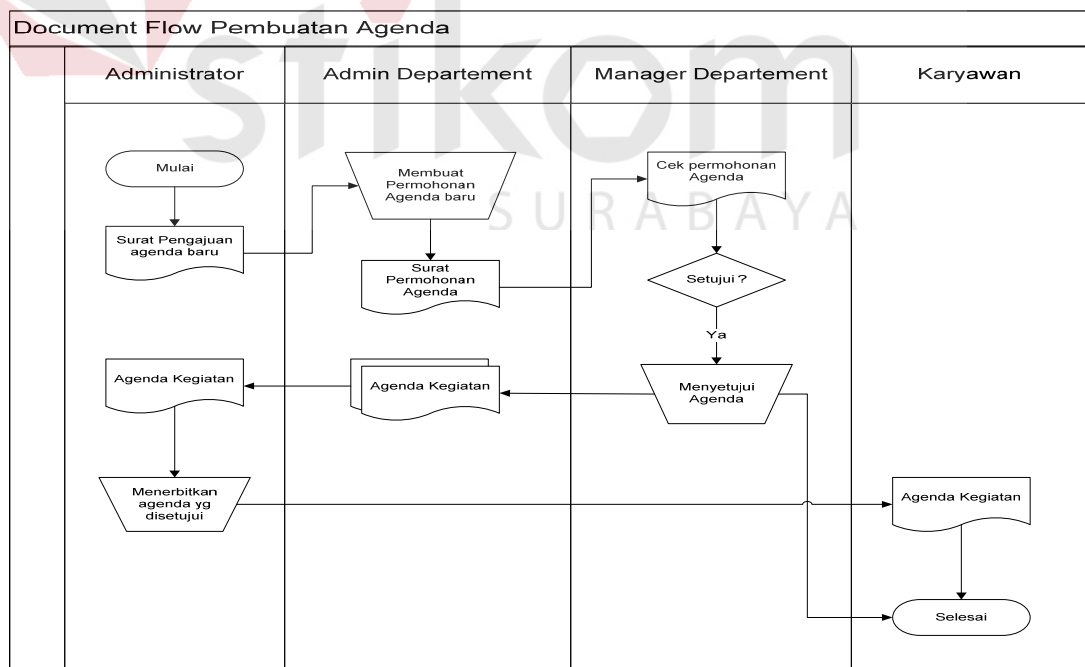 Document Flow Pembuatan Agenda
Administrator
Admin Departement
Manager Departement
Karyawan
Mulai
Surat Pengajuan
agenda baru
Membuat
Permohonan
Agenda baru
Surat
Permohonan
Agenda
Cek permohonan
Agenda
Setujui ?
Ya
Menyetujui
Agenda
Agenda Kegiatan
Agenda Kegiatan
Menerbitkan
agenda yg
disetujui
Agenda Kegiatan
Selesai
stikom
SURABAYA